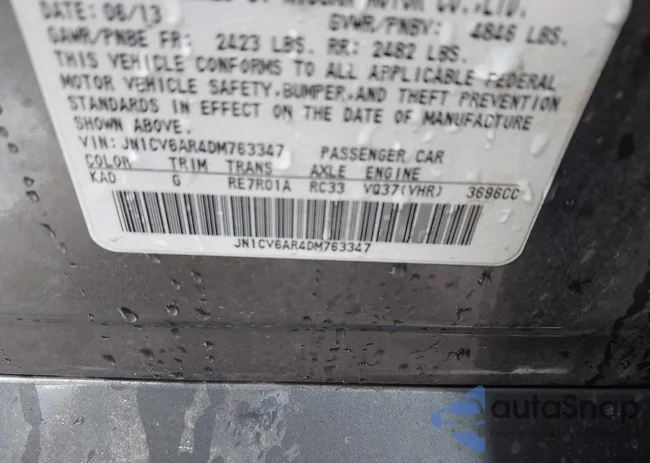 DATE: 06/13 GVWR/PNBV: 4846 LBS.
GAWR/PNBE FR: 2423 LBS. RR: 2482 LBS.
THIS VEHICLE CONFORMS TO ALL APPLICABLE FEDERAL
MOTOR VEHICLE SAFETY, BUMPER, AND THEFT PREVENTION
STANDARDS IN EFFECT ON THE DATE OF MANUFACTURE
SHOWN ABOVE.
VIN: JN1CV6AR4DM763347 PASSENGER CAR
COLOR TRIM TRANS AXLE ENGINE
KAD G RE7R01A RC33 VQ37(VHR) 3696CC
JN1CV6AR4DM763347
autoSnap